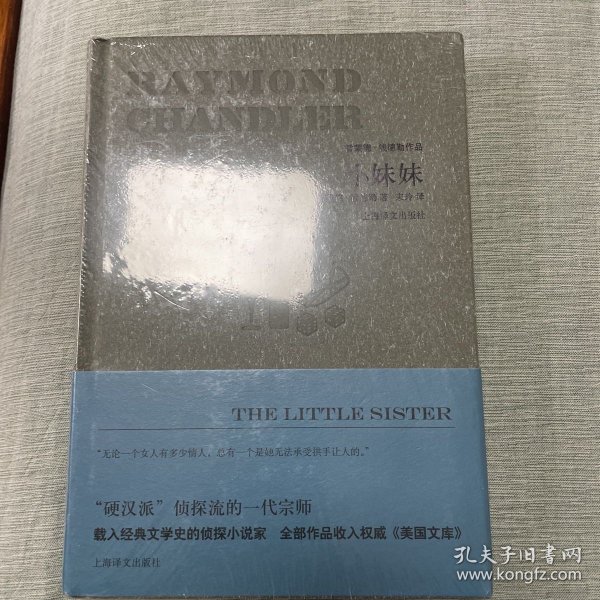 RAYMOND
CHANDLER
雷蒙德·钱德勒作品
小妹妹
著 宋玲 译
上海译文出版社
THE LITTLE SISTER
“无论一个女人有多少情人,总有一个是她无法承受拱手让人的。”
“硬汉派”侦探流的一代宗师
载入经典文学史的侦探小说家 全部作品收入权威《美国文库》
上海译文出版社
孔夫子旧书网
www.kongfz.com